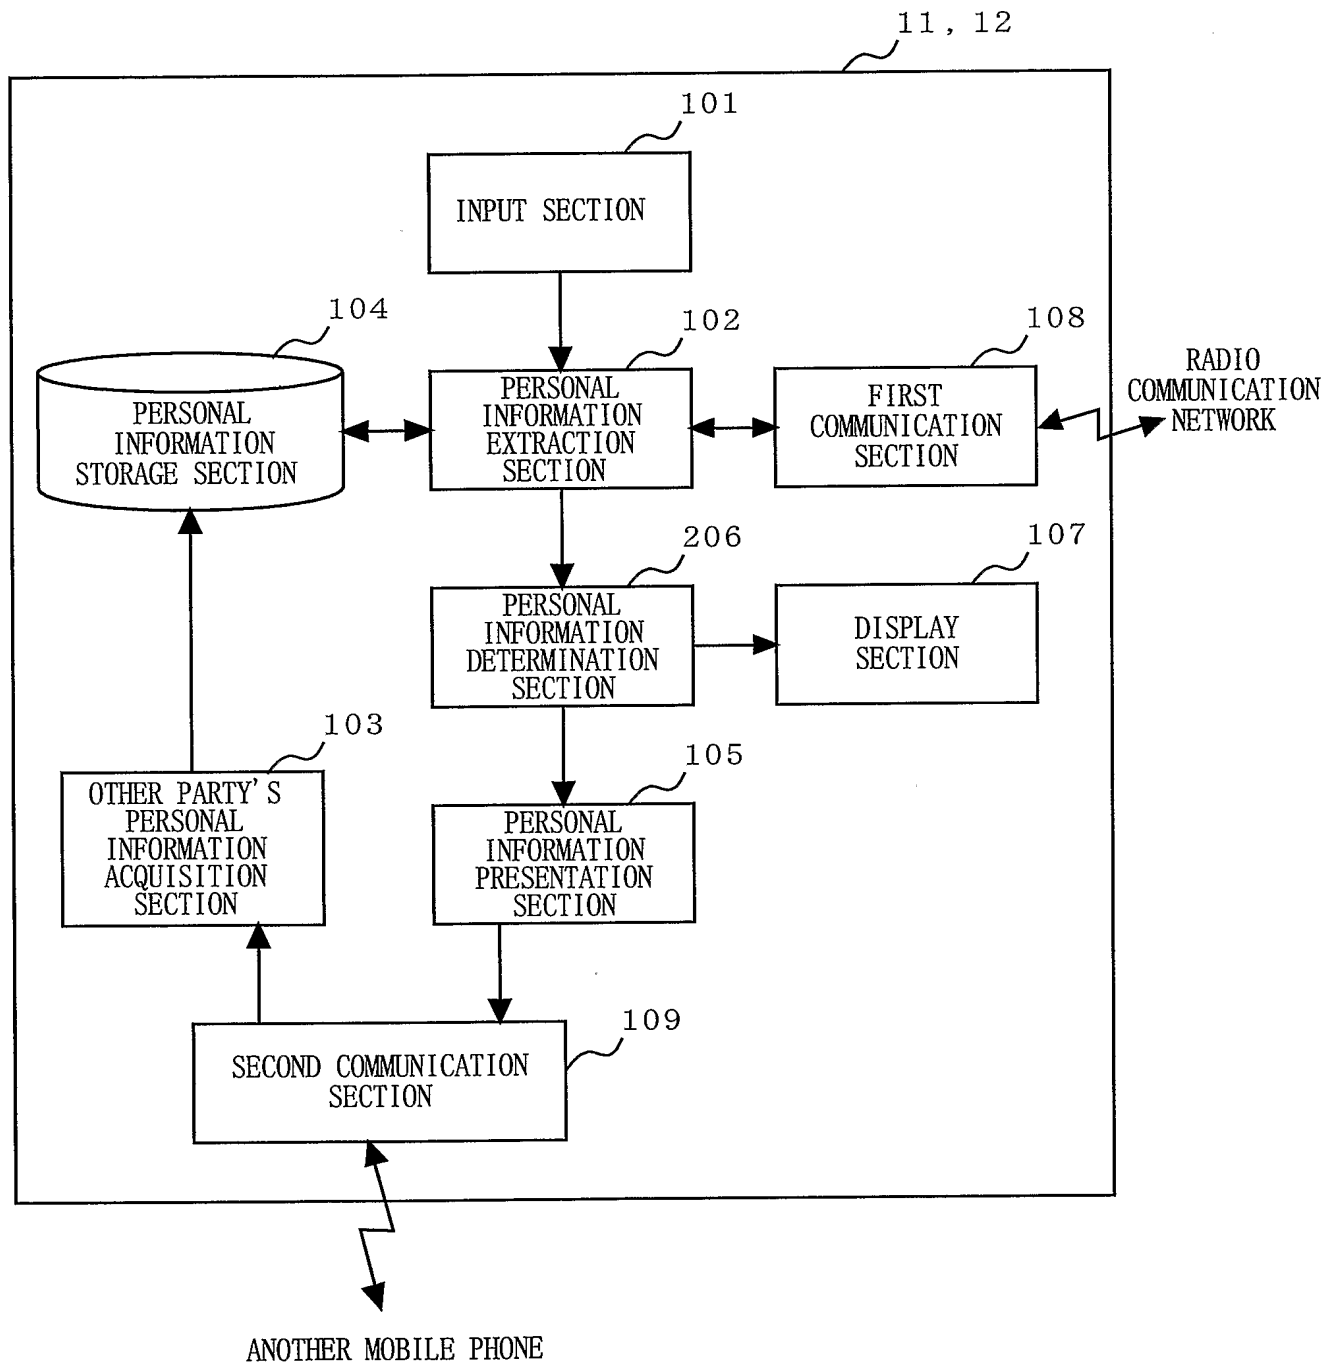 11, 12
101
INPUT SECTION
104
102
108
PERSONAL
INFORMATION
STORAGE SECTION
PERSONAL
INFORMATION
EXTRACTION
SECTION
FIRST
COMMUNICATION
SECTION
RADIO
COMMUNICATION
NETWORK
206
107
PERSONAL
INFORMATION
DETERMINATION
SECTION
DISPLAY
SECTION
103
105
OTHER PARTY'S
PERSONAL
INFORMATION
ACQUISITION
SECTION
PERSONAL
INFORMATION
PRESENTATION
SECTION
109
SECOND COMMUNICATION
SECTION
ANOTHER MOBILE PHONE